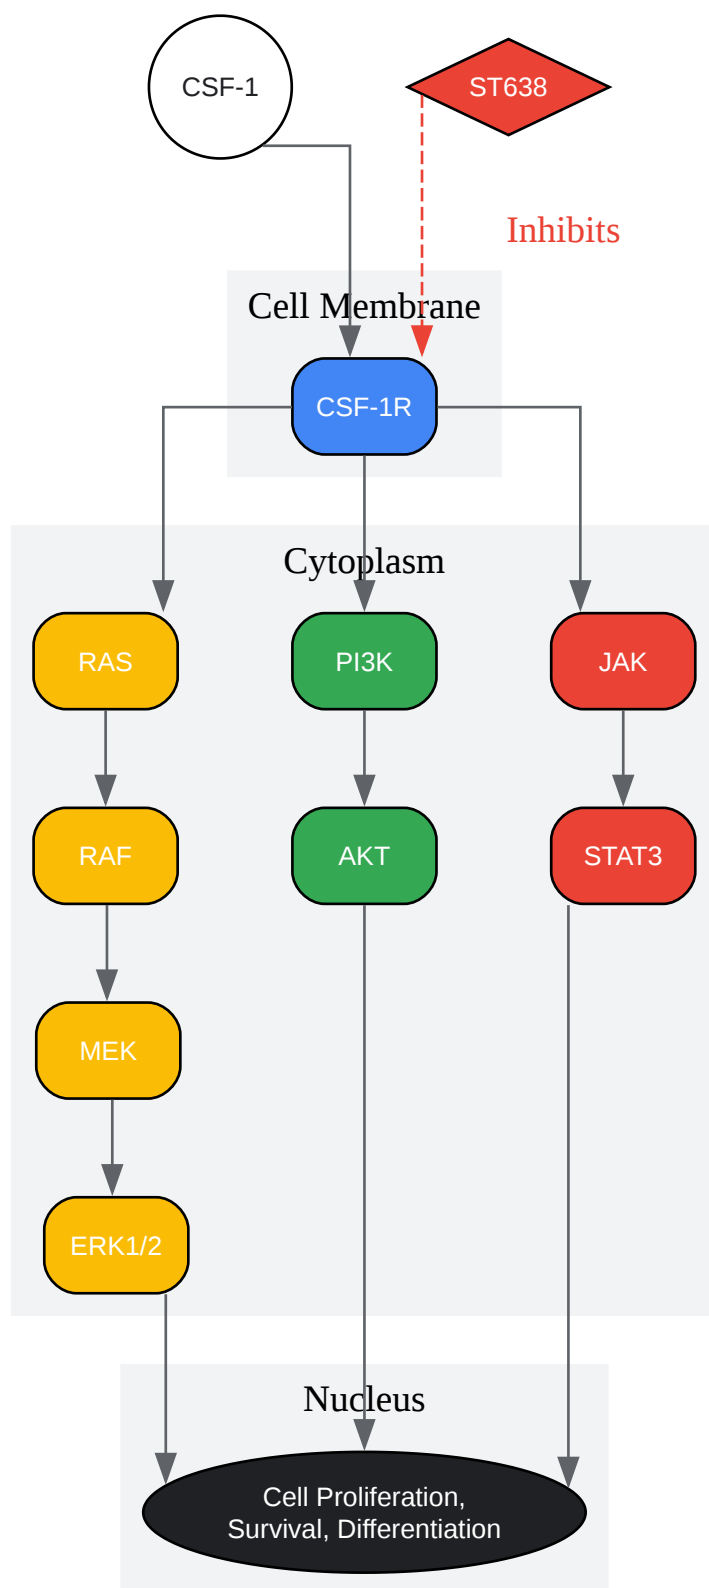 CSF-1
ST638
Inhibits
Cell Membrane
CSF-1R
Cytoplasm
RAS
PI3K
JAK
RAF
AKT
STAT3
MEK
ERK1/2
Nucleus
Cell Proliferation,
Survival, Differentiation